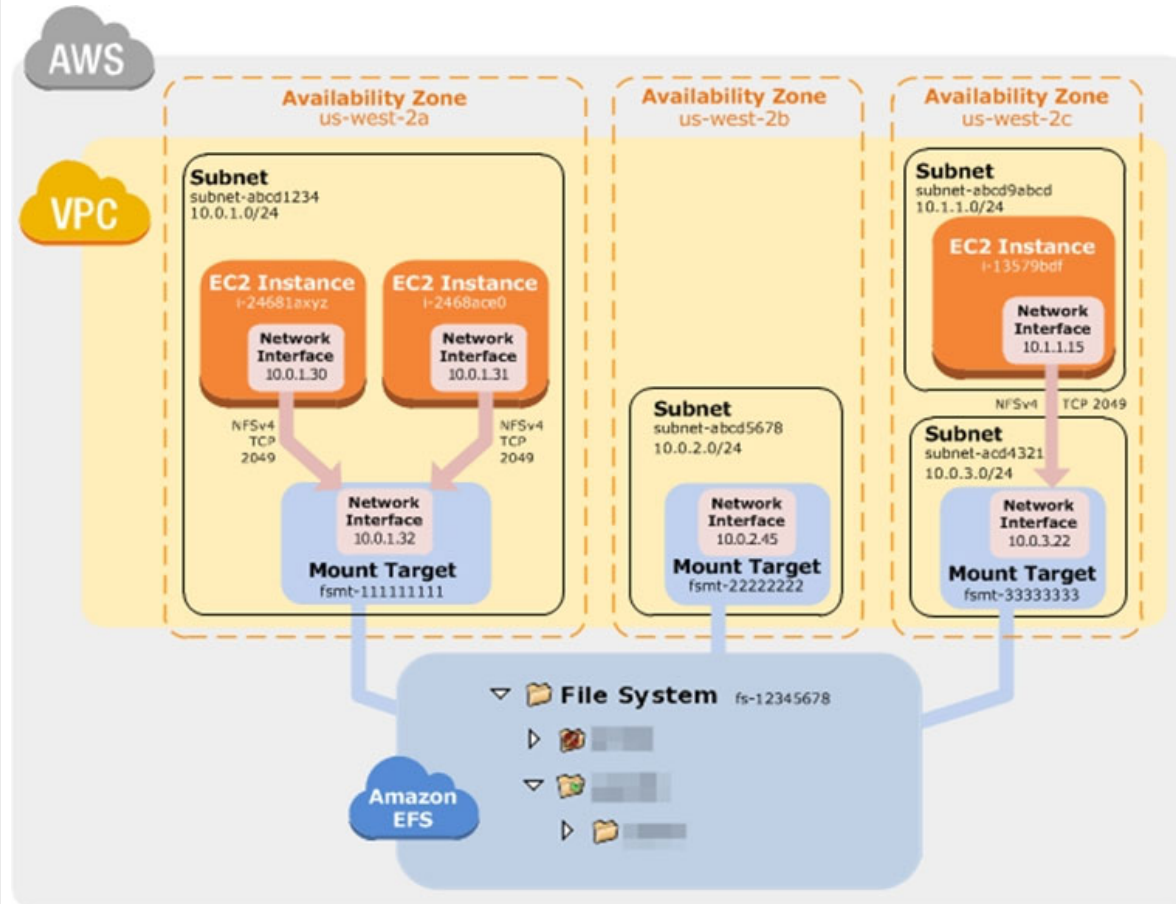 AWS
Availability Zone
us-west-2a
Availability Zone
us-west-2b
Availability Zone
us-west-2c
VPC
Subnet
subnet-abcd1234
10.0.1.0/24
EC2 Instance
i-24681axyz
Network
Interface
10.0.1.30
EC2 Instance
i-2468ace0
Network
Interface
10.0.1.31
NFSv4
TCP
2049
NFSv4
TCP
2049
Network
Interface
10.0.1.32
Mount Target
fsmt-111111111
Subnet
subnet-abcd5678
10.0.2.0/24
Network
Interface
10.0.2.45
Mount Target
fsmt-22222222
Subnet
subnet-abcd9abcd
10.1.1.0/24
EC2 Instance
i-13579bdf
Network
Interface
10.1.1.15
NFSv4 TCP 2049
Subnet
subnet-acd4321
10.0.3.0/24
Network
Interface
10.0.3.22
Mount Target
fsmt-33333333
File System fs-12345678
Amazon
EFS